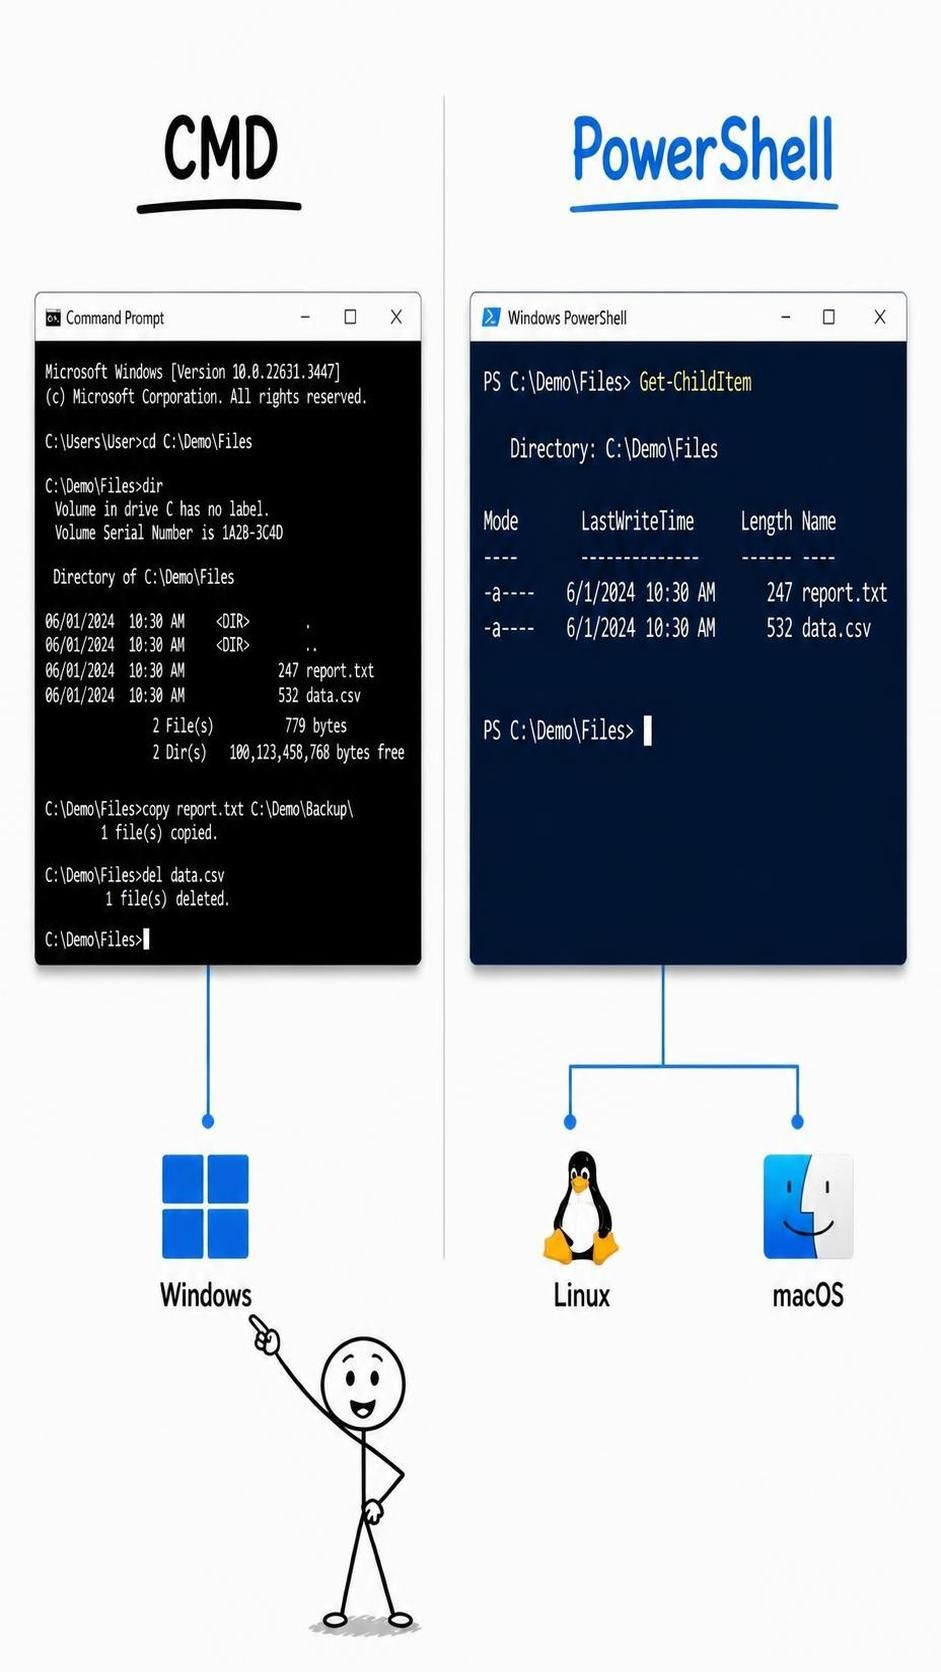 CMD
Command Prompt
Microsoft Windows [Version 10.0.22631.3447]
(c) Microsoft Corporation. All rights reserved.
C:\Users\User>cd C:\Demo\Files
C:\Demo\Files>dir
Volume in drive C has no label.
Volume Serial Number is 1A2B-3C4D
Directory of C:\Demo\Files
06/01/2024 10:30 AM <DIR> .
06/01/2024 10:30 AM <DIR> ..
06/01/2024 10:30 AM 247 report.txt
06/01/2024 10:30 AM 532 data.csv
2 File(s) 779 bytes
2 Dir(s) 100,123,458,768 bytes free
C:\Demo\Files>copy report.txt C:\Demo\Backup\
1 file(s) copied.
C:\Demo\Files>del data.csv
1 file(s) deleted.
C:\Demo\Files>
Windows
PowerShell
Windows PowerShell
PS C:\Demo\Files> Get-ChildItem
Directory: C:\Demo\Files
Mode LastWriteTime Length Name
---- -------------- ------ ----
-a---- 6/1/2024 10:30 AM 247 report.txt
-a---- 6/1/2024 10:30 AM 532 data.csv
PS C:\Demo\Files>
Linux
macOS